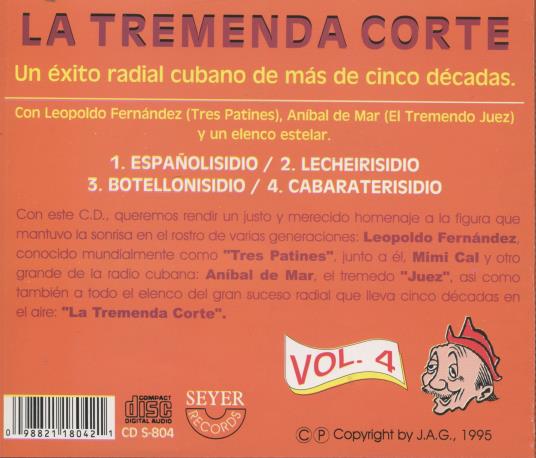 LA TREMENDA CORTE
Un éxito radial cubano de más de cinco décadas.
Con Leopoldo Fernández (Tres Patines), Aníbal de Mar (El Tremendo Juez)
y un elenco estelar.
1. ESPAÑOLISIDIO / 2. LECHEIRISIDIO
3. BOTELLONISIDIO / 4. CABARATERISIDIO
Con este C.D., queremos rendir un justo y merecido homenaje a la figura que
mantuvo la sonrisa en el rostro de varias generaciones: Leopoldo Fernández,
conocido mundialmente como "Tres Patines", junto a él, Mimi Cal y otro
grande de la radio cubana: Aníbal de Mar, el tremedo "Juez", asi como
también a todo el elenco del gran suceso radial que lleva cinco décadas en
el aire: "La Tremenda Corte".
VOL. 4
0 98821 18042 1
COMPACT
disc
DIGITAL AUDIO
CD S-804
SEYER
RECORDS
© P Copyright by J.A.G., 1995